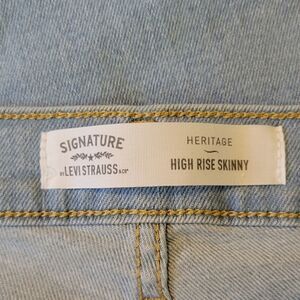 SIGNATURE
BY LEVI STRAUSS & CO
HERITAGE
HIGH RISE SKINNY